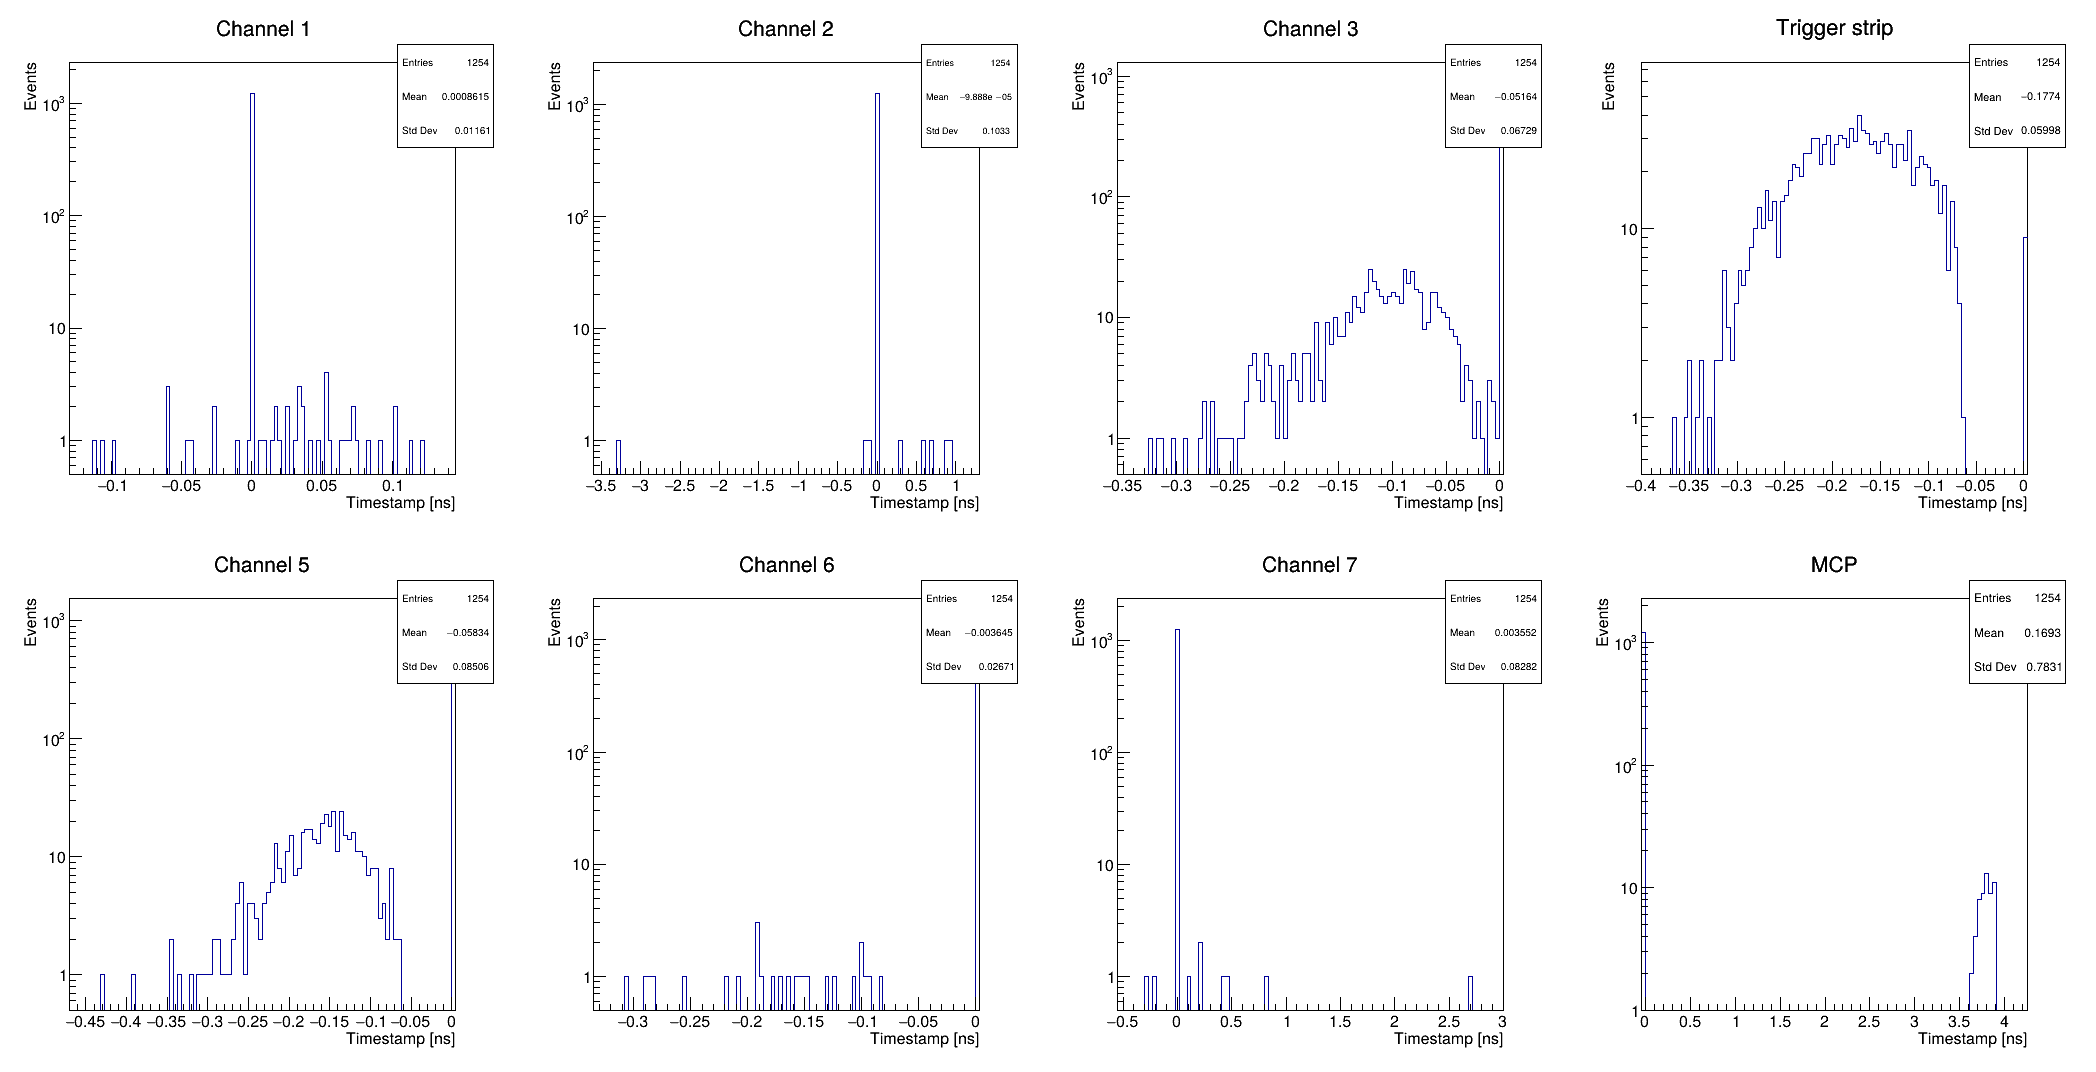 Channel 1
Events
Entries 1254
Mean 0.0008615
Std Dev 0.01161
10³
10²
10
1
−0.1 −0.05 0 0.05 0.1
Timestamp [ns]
Channel 2
Events
Entries 1254
Mean −9.888e −05
Std Dev 0.1033
10³
10²
10
1
−3.5 −3 −2.5 −2 −1.5 −1 −0.5 0 0.5 1
Timestamp [ns]
Channel 3
Events
Entries 1254
Mean −0.05164
Std Dev 0.06729
10³
10²
10
1
−0.35 −0.3 −0.25 −0.2 −0.15 −0.1 −0.05 0
Timestamp [ns]
Trigger strip
Events
Entries 1254
Mean −0.1774
Std Dev 0.05998
10
1
−0.4 −0.35 −0.3 −0.25 −0.2 −0.15 −0.1 −0.05 0
Timestamp [ns]
Channel 5
Events
Entries 1254
Mean −0.05834
Std Dev 0.08506
10³
10²
10
1
−0.45 −0.4 −0.35 −0.3 −0.25 −0.2 −0.15 −0.1 −0.05 0
Timestamp [ns]
Channel 6
Events
Entries 1254
Mean −0.003645
Std Dev 0.02671
10³
10²
10
1
−0.3 −0.25 −0.2 −0.15 −0.1 −0.05 0
Timestamp [ns]
Channel 7
Events
Entries 1254
Mean 0.003552
Std Dev 0.08282
10³
10²
10
1
−0.5 0 0.5 1 1.5 2 2.5 3
Timestamp [ns]
MCP
Events
Entries 1254
Mean 0.1693
Std Dev 0.7831
10³
10²
10
1
0 0.5 1 1.5 2 2.5 3 3.5 4
Timestamp [ns]